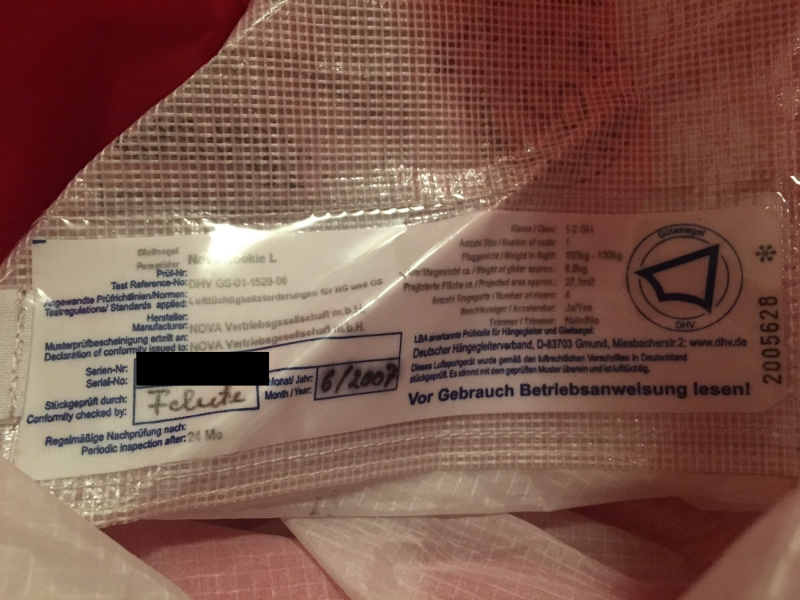 Gleitsegel
Paraglider
L
Prüf-Nr:
Test Reference-No: DHV GS-01-1529-06
Angewandte Prüfrichtlinien/Normen:
Testregulations/ Standards applied: Lufttüchtigkeitsforderungen für HG und GS
Hersteller:
Manufacturer: NOVA Vertriebsgesellschaft m.b.H.
Musterprüfbescheinigung erteilt an:
Declaration of conformity issued to: NOVA Vertriebsgesellschaft m.b.H.
Serien-Nr:
Serial-No:
Stückgeprüft durch:
Conformity checked by:
Monat/ Jahr:
Month / Year: 6/2007
Regelmäßige Nachprüfung nach:
Periodic inspection after: 24 Mo
Klasse / Class: 1-2 GH
Anzahl Sitze / Number of seats: 1
Fluggewicht / Weight in flight: 100kg - 130kg
ca. / Weight of glider approx.:
Projizierte Fläche ca. / Projected area approx.: 27,1m2
Anzahl Tragegurte / Number of risers: 4
Beschleuniger / Accelerator: Ja/Yes
Trimmer / Trimmer: Nein/No
LBA anerkannte Prüfstelle für Hängegleiter und Gleitsegel:
Deutscher Hängegleiterverband, D-83703 Gmund, Miesbacherstr.2; www.dhv.de
Dieses Luftsportgerät wurde gemäß den luftrechtlichen Vorschriften in Deutschland
stückgeprüft. Es stimmt mit dem geprüften Muster überein und ist lufttüchtig.
Vor Gebrauch Betriebsanweisung lesen!
Gütesiegel
DHV
2005628 *